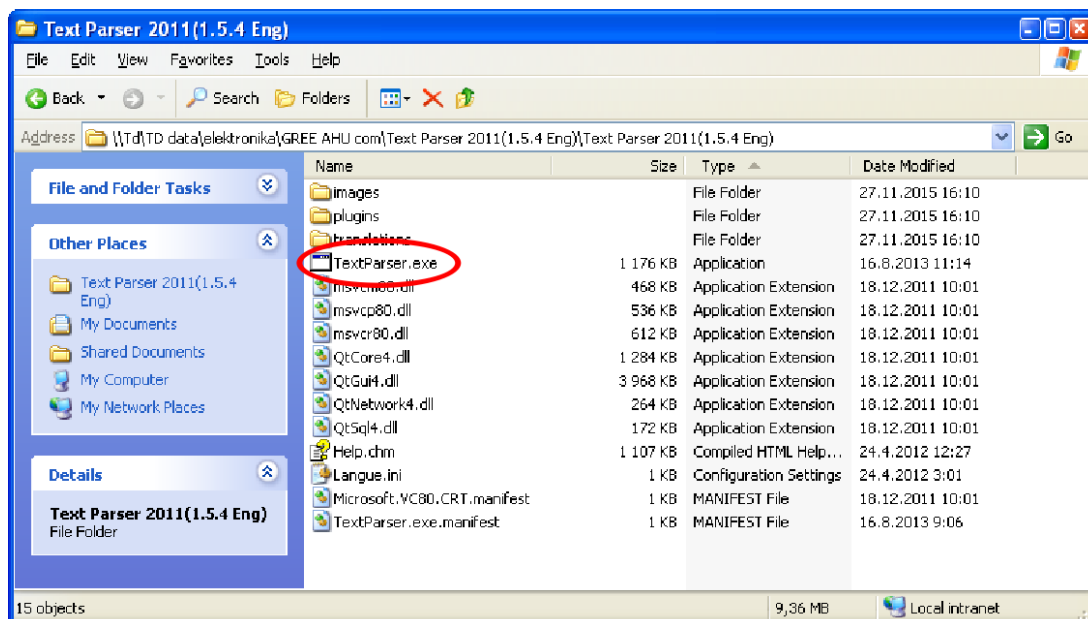 Text Parser 2011(1.5.4 Eng)
File Edit View Favorites Tools Help
Back Search Folders
Address \\Td\TD data\elektronika\GREE AHU com\Text Parser 2011(1.5.4 Eng)\Text Parser 2011(1.5.4 Eng) Go
File and Folder Tasks
Other Places
Text Parser 2011(1.5.4
Eng)
My Documents
Shared Documents
My Computer
My Network Places
Details
Text Parser 2011(1.5.4 Eng)
File Folder
Name Size Type Date Modified
images File Folder 27.11.2015 16:10
plugins File Folder 27.11.2015 16:10
translations File Folder 27.11.2015 16:10
TextParser.exe 1 176 KB Application 16.8.2013 11:14
msvcm80.dll 468 KB Application Extension 18.12.2011 10:01
msvcp80.dll 536 KB Application Extension 18.12.2011 10:01
msvcr80.dll 612 KB Application Extension 18.12.2011 10:01
QtCore4.dll 1 284 KB Application Extension 18.12.2011 10:01
QtGui4.dll 3 968 KB Application Extension 18.12.2011 10:01
QtNetwork4.dll 264 KB Application Extension 18.12.2011 10:01
QtSql4.dll 172 KB Application Extension 18.12.2011 10:01
Help.chm 1 107 KB Compiled HTML Help... 24.4.2012 12:27
Langue.ini 1 KB Configuration Settings 24.4.2012 3:01
Microsoft.VC80.CRT.manifest 1 KB MANIFEST File 18.12.2011 10:01
TextParser.exe.manifest 1 KB MANIFEST File 16.8.2013 9:06
15 objects 9,36 MB Local intranet